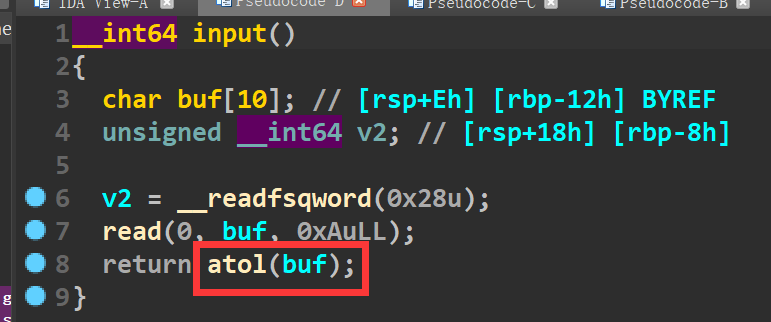 IDA View-A Pseudocode-D Pseudocode-C Pseudocode-B
1 __int64 input()
2 {
3 char buf[10]; // [rsp+Eh] [rbp-12h] BYREF
4 unsigned __int64 v2; // [rsp+18h] [rbp-8h]
5
6 v2 = __readfsqword(0x28u);
7 read(0, buf, 0xAuLL);
8 return atol(buf);
9 }